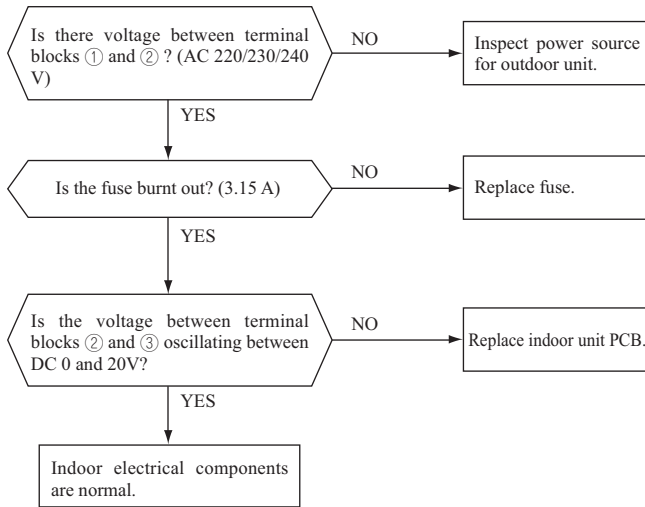 Is there voltage between terminal
blocks ① and ② ? (AC 220/230/240
V)
NO
Inspect power source
for outdoor unit.
YES
Is the fuse burnt out? (3.15 A)
NO
Replace fuse.
YES
Is the voltage between terminal
blocks ② and ③ oscillating between
DC 0 and 20V?
NO
Replace indoor unit PCB.
YES
Indoor electrical components
are normal.